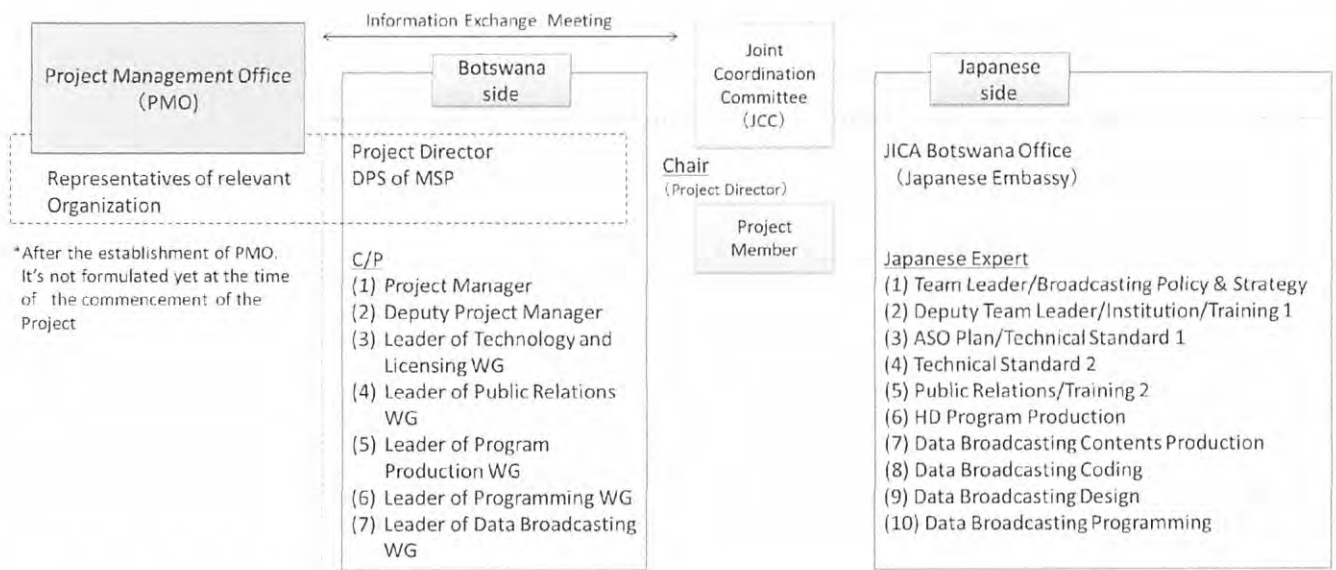 Information Exchange Meeting
Project Management Office
(PMO)
Representatives of relevant
Organization
*After the establishment of PMO.
It's not formulated yet at the time
of the commencement of the
Project
Botswana
side
Project Director
DPS of MSP
C/P
(1) Project Manager
(2) Deputy Project Manager
(3) Leader of Technology and
Licensing WG
(4) Leader of Public Relations
WG
(5) Leader of Program
Production WG
(6) Leader of Programming WG
(7) Leader of Data Broadcasting
WG
Joint
Coordination
Committee
(JCC)
Chair
(Project Director)
Project
Member
Japanese
side
JICA Botswana Office
(Japanese Embassy)
Japanese Expert
(1) Team Leader/Broadcasting Policy & Strategy
(2) Deputy Team Leader/Institution/Training 1
(3) ASO Plan/Technical Standard 1
(4) Technical Standard 2
(5) Public Relations/Training 2
(6) HD Program Production
(7) Data Broadcasting Contents Production
(8) Data Broadcasting Coding
(9) Data Broadcasting Design
(10) Data Broadcasting Programming